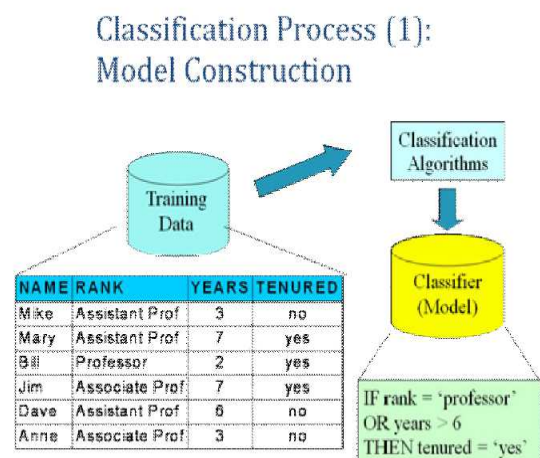 Classification Process (1):
Model Construction
Classification
Algorithms
Training
Data
Classifier
(Model)
NAME RANK YEARS TENURED
Mike Assistant Prof 3 no
Mary Assistant Prof 7 yes
Bill Professor 2 yes
Jim Associate Prof 7 yes
Dave Assistant Prof 6 no
Anne Associate Prof 3 no
IF rank = ‘professor’
OR years > 6
THEN tenured = ‘yes’